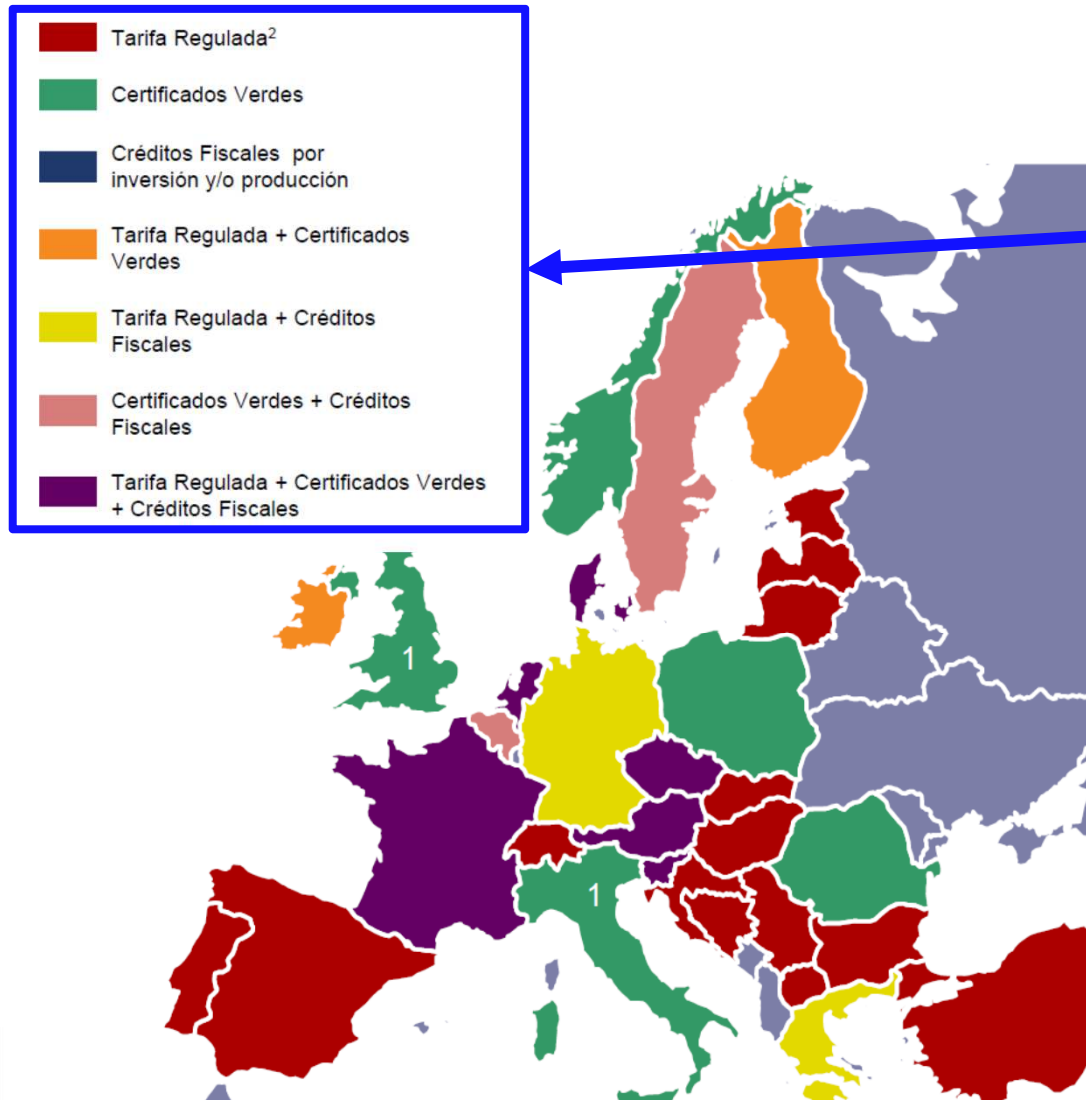 Tarifa Regulada²
Certificados Verdes
Créditos Fiscales por
inversión y/o producción
Tarifa Regulada + Certificados
Verdes
Tarifa Regulada + Créditos
Fiscales
Certificados Verdes + Créditos
Fiscales
Tarifa Regulada + Certificados Verdes
+ Créditos Fiscales
1
1